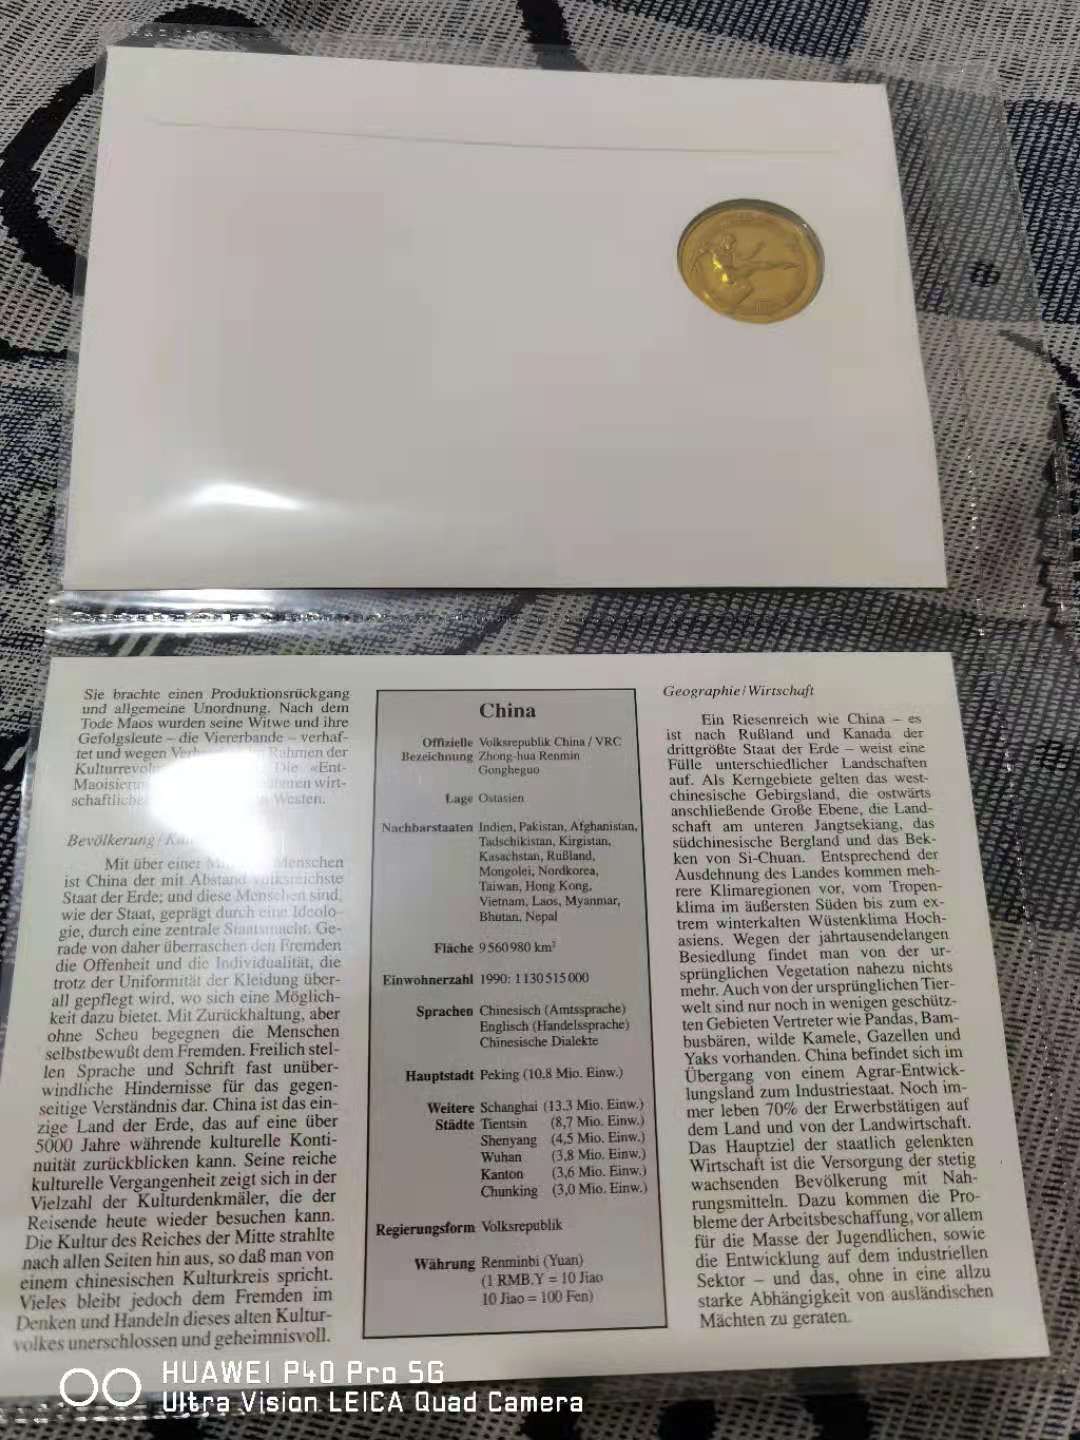 Sie brachte einen Produktionsrückgang
und allgemeine Unordnung. Nach dem
Tode Maos wurden seine Witwe und ihre
Gefolgsleute – die Viererbande – verhaf-
tet und wegen Rahmen der
Kulturrevolu Die «Ent-
Maoisierun hren wirt-
schaftliche Westen.
Bevölkerung/
Mit über einer Menschen
ist China der mit Abstand volksreichste
Staat der Erde; und diese Menschen sind,
wie der Staat, geprägt durch eine Ideolo-
gie, durch eine zentrale Staatsmacht. Ge-
rade von daher überraschen den Fremden
die Offenheit und die Individualität, die
trotz der Uniformität der Kleidung über-
all gepflegt wird, wo sich eine Möglich-
keit dazu bietet. Mit Zurückhaltung, aber
ohne Scheu begegnen die Menschen
selbstbewußt dem Fremden. Freilich stel-
len Sprache und Schrift fast unüber-
windliche Hindernisse für das gegen-
seitige Verständnis dar. China ist das ein-
zige Land der Erde, das auf eine über
5000 Jahre währende kulturelle Konti-
nuität zurückblicken kann. Seine reiche
kulturelle Vergangenheit zeigt sich in der
Vielzahl der Kulturdenkmäler, die der
Reisende heute wieder besuchen kann.
Die Kultur des Reiches der Mitte strahlte
nach allen Seiten hin aus, so daß man von
einem chinesischen Kulturkreis spricht.
Vieles bleibt jedoch dem Fremden im
Denken und Handeln dieses alten Kultur-
volkes unerschlossen und geheimnisvoll.
China
Offizielle Volksrepublik China / VRC
Bezeichnung Zhong-hua Renmin
Gongheguo
Lage Ostasien
Nachbarstaaten Indien, Pakistan, Afghanistan,
Tadschikistan, Kirgistan,
Kasachstan, Rußland,
Mongolei, Nordkorea,
Taiwan, Hong Kong,
Vietnam, Laos, Myanmar,
Bhutan, Nepal
Fläche 9 560 980 km²
Einwohnerzahl 1990: 1 130 515 000
Sprachen Chinesisch (Amtssprache)
Englisch (Handelssprache)
Chinesische Dialekte
Hauptstadt Peking (10,8 Mio. Einw.)
Weitere Schanghai (13,3 Mio. Einw.)
Städte Tientsin (8,7 Mio. Einw.)
Shenyang (4,5 Mio. Einw.)
Wuhan (3,8 Mio. Einw.)
Kanton (3,6 Mio. Einw.)
Chunking (3,0 Mio. Einw.)
Regierungsform Volksrepublik
Währung Renminbi (Yuan)
(1 RMB.Y = 10 Jiao
10 Jiao = 100 Fen)
Geographie/Wirtschaft
Ein Riesenreich wie China – es
ist nach Rußland und Kanada der
drittgrößte Staat der Erde – weist eine
Fülle unterschiedlicher Landschaften
auf. Als Kerngebiete gelten das west-
chinesische Gebirgsland, die ostwärts
anschließende Große Ebene, die Land-
schaft am unteren Jangtsekiang, das
südchinesische Bergland und das Bek-
ken von Si-Chuan. Entsprechend der
Ausdehnung des Landes kommen meh-
rere Klimaregionen vor, vom Tropen-
klima im äußersten Süden bis zum ex-
trem winterkalten Wüstenklima Hoch-
asiens. Wegen der jahrtausendelangen
Besiedlung findet man von der ur-
sprünglichen Vegetation nahezu nichts
mehr. Auch von der ursprünglichen Tier-
welt sind nur noch in wenigen geschütz-
ten Gebieten Vertreter wie Pandas, Bam-
busbären, wilde Kamele, Gazellen und
Yaks vorhanden. China befindet sich im
Übergang von einem Agrar-Entwick-
lungsland zum Industriestaat. Noch im-
mer leben 70% der Erwerbstätigen auf
dem Land und von der Landwirtschaft.
Das Hauptziel der staatlich gelenkten
Wirtschaft ist die Versorgung der stetig
wachsenden Bevölkerung mit Nah-
rungsmitteln. Dazu kommen die Pro-
bleme der Arbeitsbeschaffung, vor allem
für die Masse der Jugendlichen, sowie
die Entwicklung auf dem industriellen
Sektor – und das, ohne in eine allzu
starke Abhängigkeit von ausländischen
Mächten zu geraten.
HUAWEI P40 Pro 5G
Ultra Vision LEICA Quad Camera